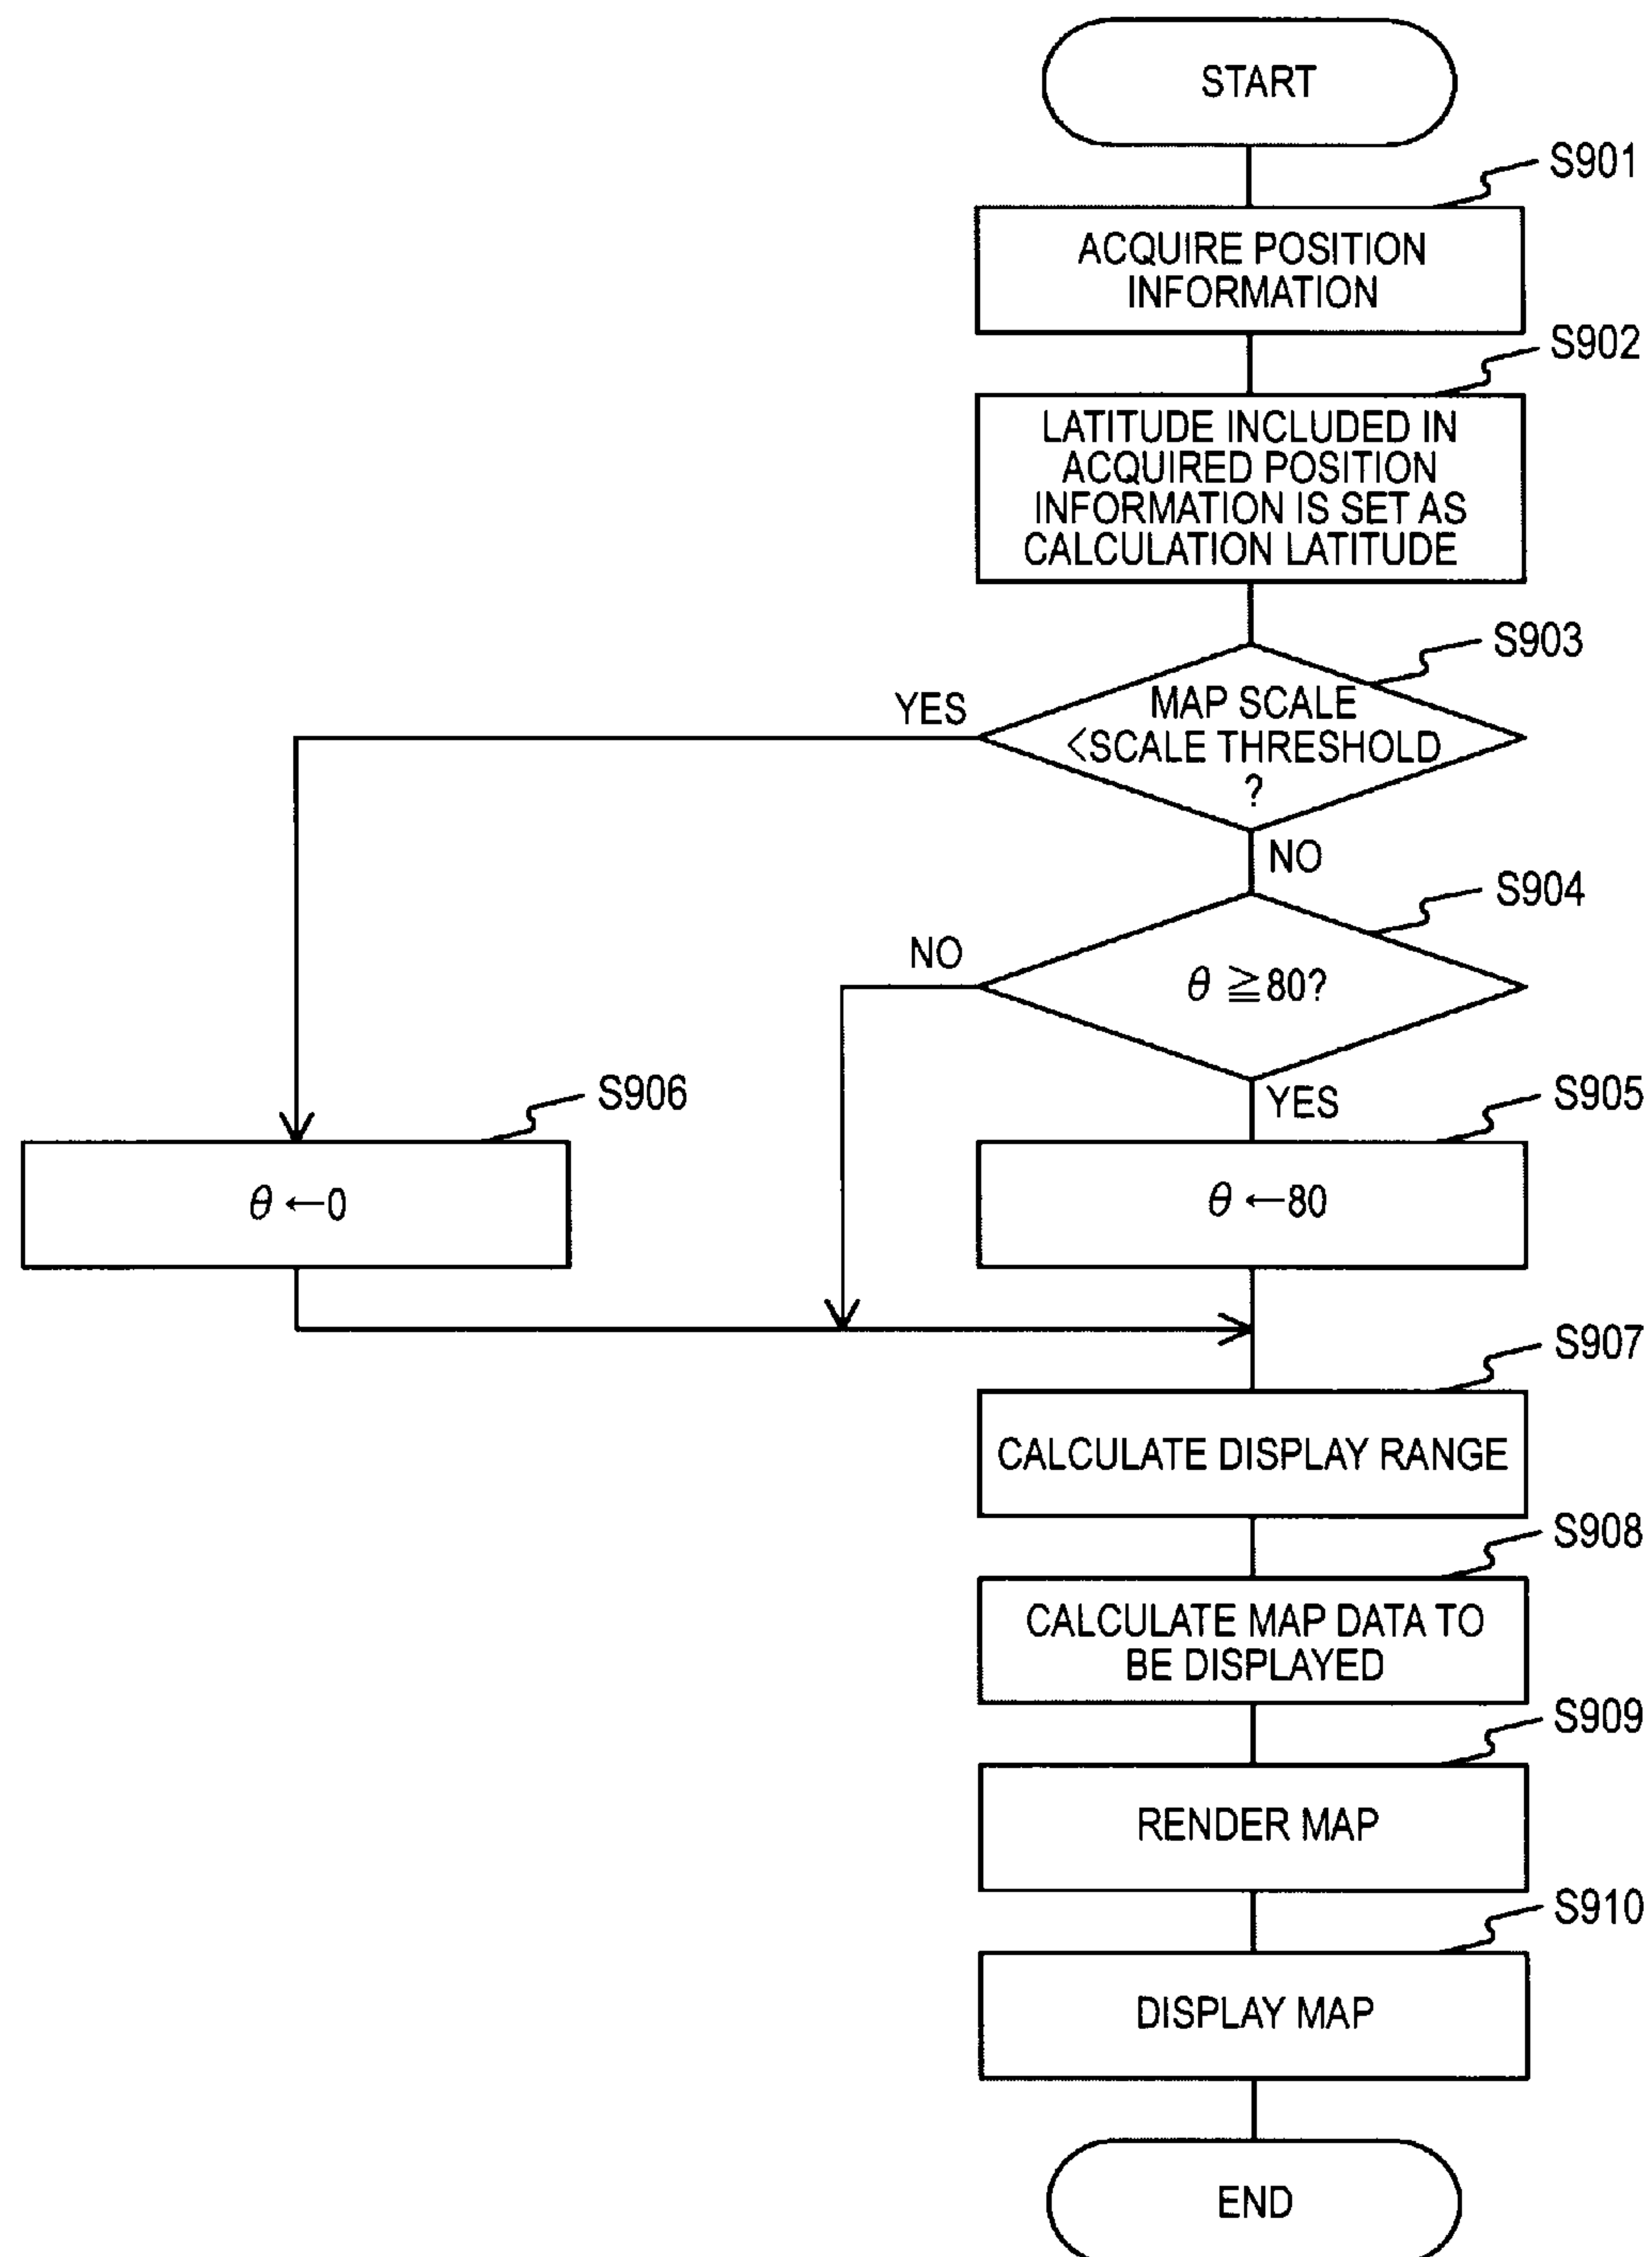 START
S901
ACQUIRE POSITION
INFORMATION
S902
LATITUDE INCLUDED IN
ACQUIRED POSITION
INFORMATION IS SET AS
CALCULATION LATITUDE
S903
YES
MAP SCALE
<SCALE THRESHOLD
?
NO
S904
NO
θ ≧80?
YES
S906
S905
θ ←0
θ ←80
S907
CALCULATE DISPLAY RANGE
S908
CALCULATE MAP DATA TO
BE DISPLAYED
S909
RENDER MAP
S910
DISPLAY MAP
END